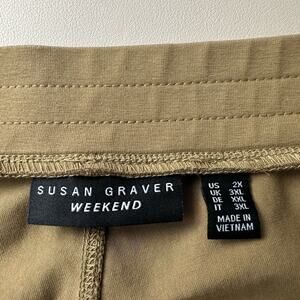 SUSAN GRAVER
WEEKEND
US 2X
UK 3XL
DE XXL
IT 3XL
MADE IN
VIETNAM